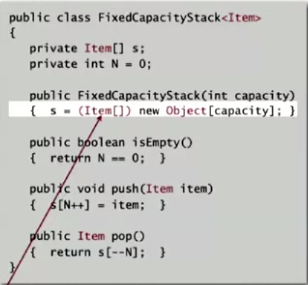 public class FixedCapacityStack<Item>
{
private Item[] s;
private int N = 0;
public FixedCapacityStack(int capacity)
{ s = (Item[]) new Object[capacity]; }
public boolean isEmpty()
{ return N == 0; }
public void push(Item item)
{ s[N++] = item; }
public Item pop()
{ return s[--N]; }
}